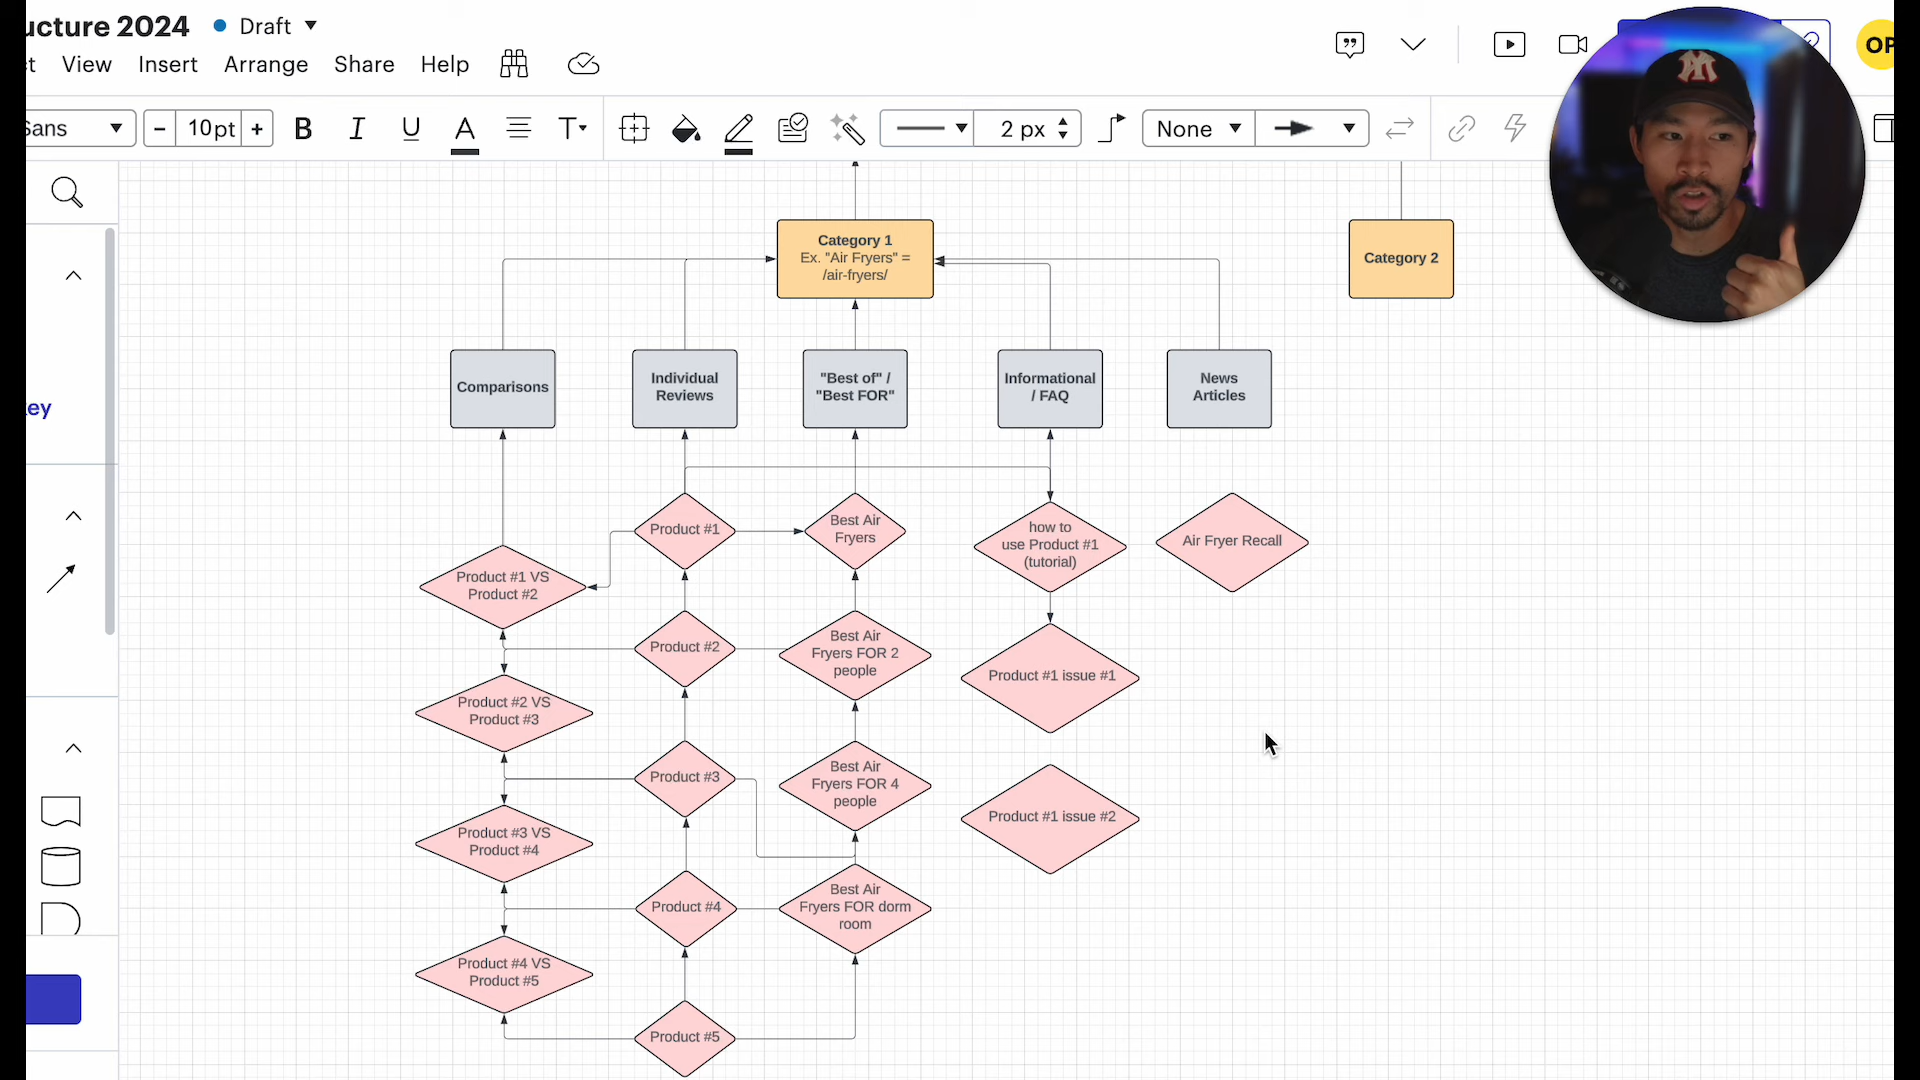 ucture 2024
Draft
t View Insert Arrange Share Help
OP
Sans
10pt
B I U A T
2 px
None
ey
Category 1
Ex. "Air Fryers" =
/air-fryers/
Category 2
Comparisons
Individual
Reviews
"Best of" /
"Best FOR"
Informational
/ FAQ
News
Articles
Product #1
Best Air
Fryers
how to
use Product #1
(tutorial)
Air Fryer Recall
Product #1 VS
Product #2
Product #2
Best Air
Fryers FOR 2
people
Product #1 issue #1
Product #2 VS
Product #3
Product #3
Best Air
Fryers FOR 4
people
Product #1 issue #2
Product #3 VS
Product #4
Product #4
Best Air
Fryers FOR dorm
room
Product #4 VS
Product #5
Product #5